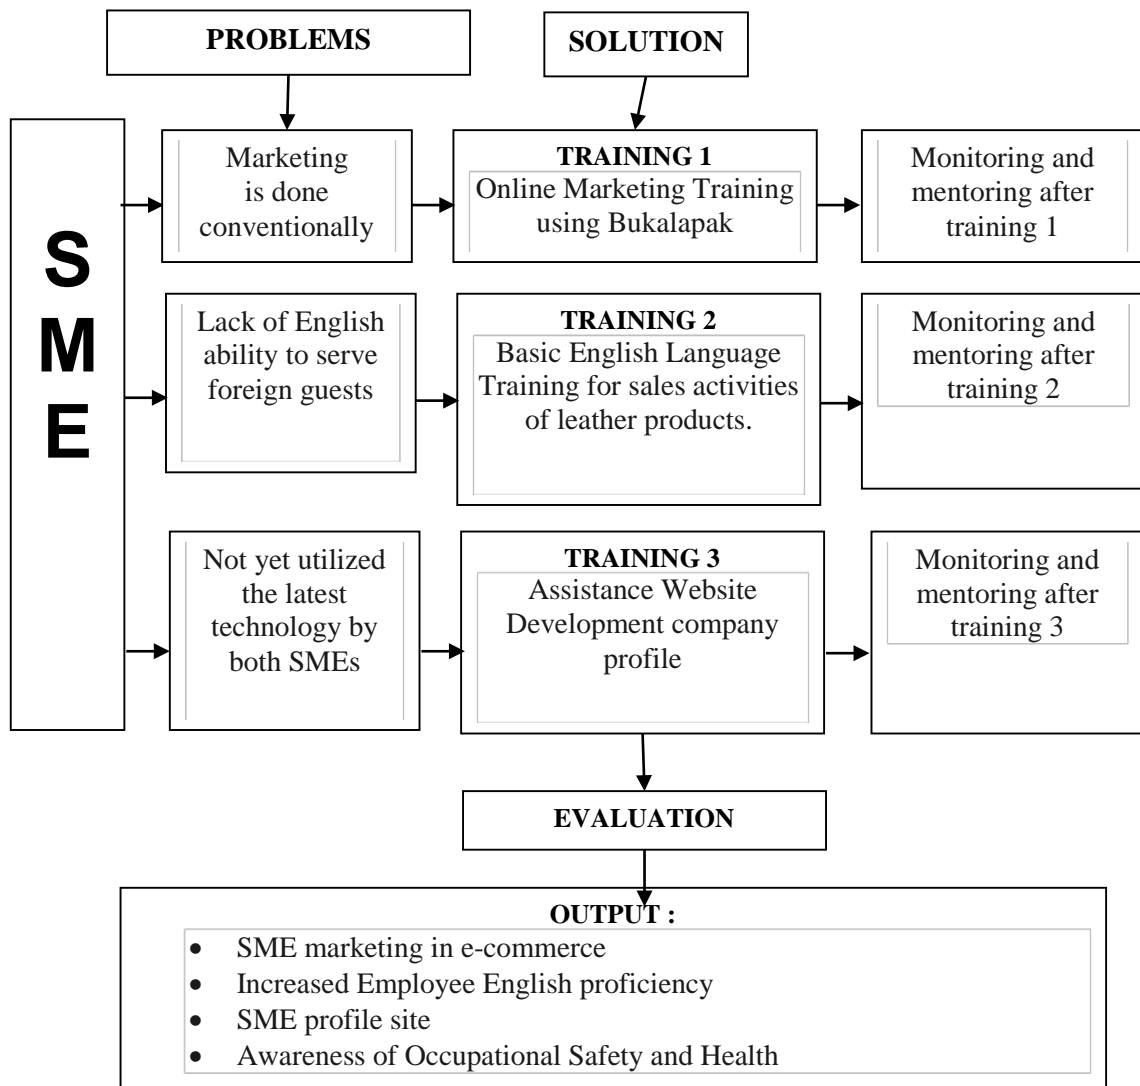 PROBLEMS
SOLUTION
S
M
E
Marketing
is done
conventionally
TRAINING 1
Online Marketing Training
using Bukalapak
Monitoring and
mentoring after
training 1
Lack of English
ability to serve
foreign guests
TRAINING 2
Basic English Language
Training for sales activities
of leather products.
Monitoring and
mentoring after
training 2
Not yet utilized
the latest
technology by
both SMEs
TRAINING 3
Assistance Website
Development company
profile
Monitoring and
mentoring after
training 3
EVALUATION
OUTPUT :
• SME marketing in e-commerce
• Increased Employee English proficiency
• SME profile site
• Awareness of Occupational Safety and Health